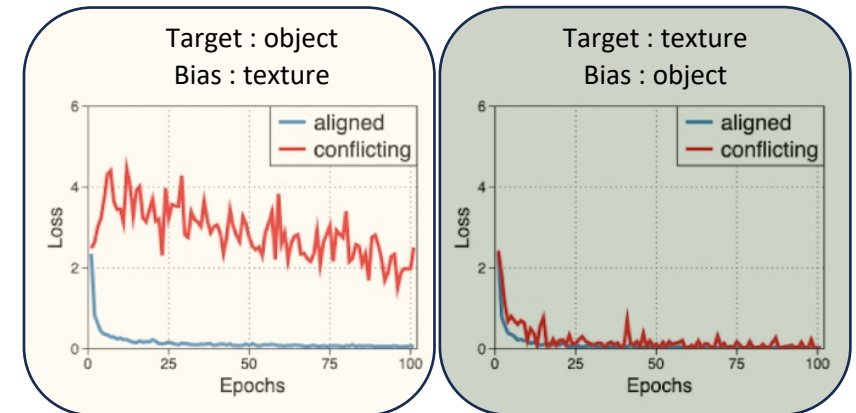 Target : object
Bias : texture
6
4
2
0
Loss
aligned
conflicting
0 25 50 75 100
Epochs
Target : texture
Bias : object
6
4
2
0
Loss
aligned
conflicting
0 25 50 75 100
Epochs